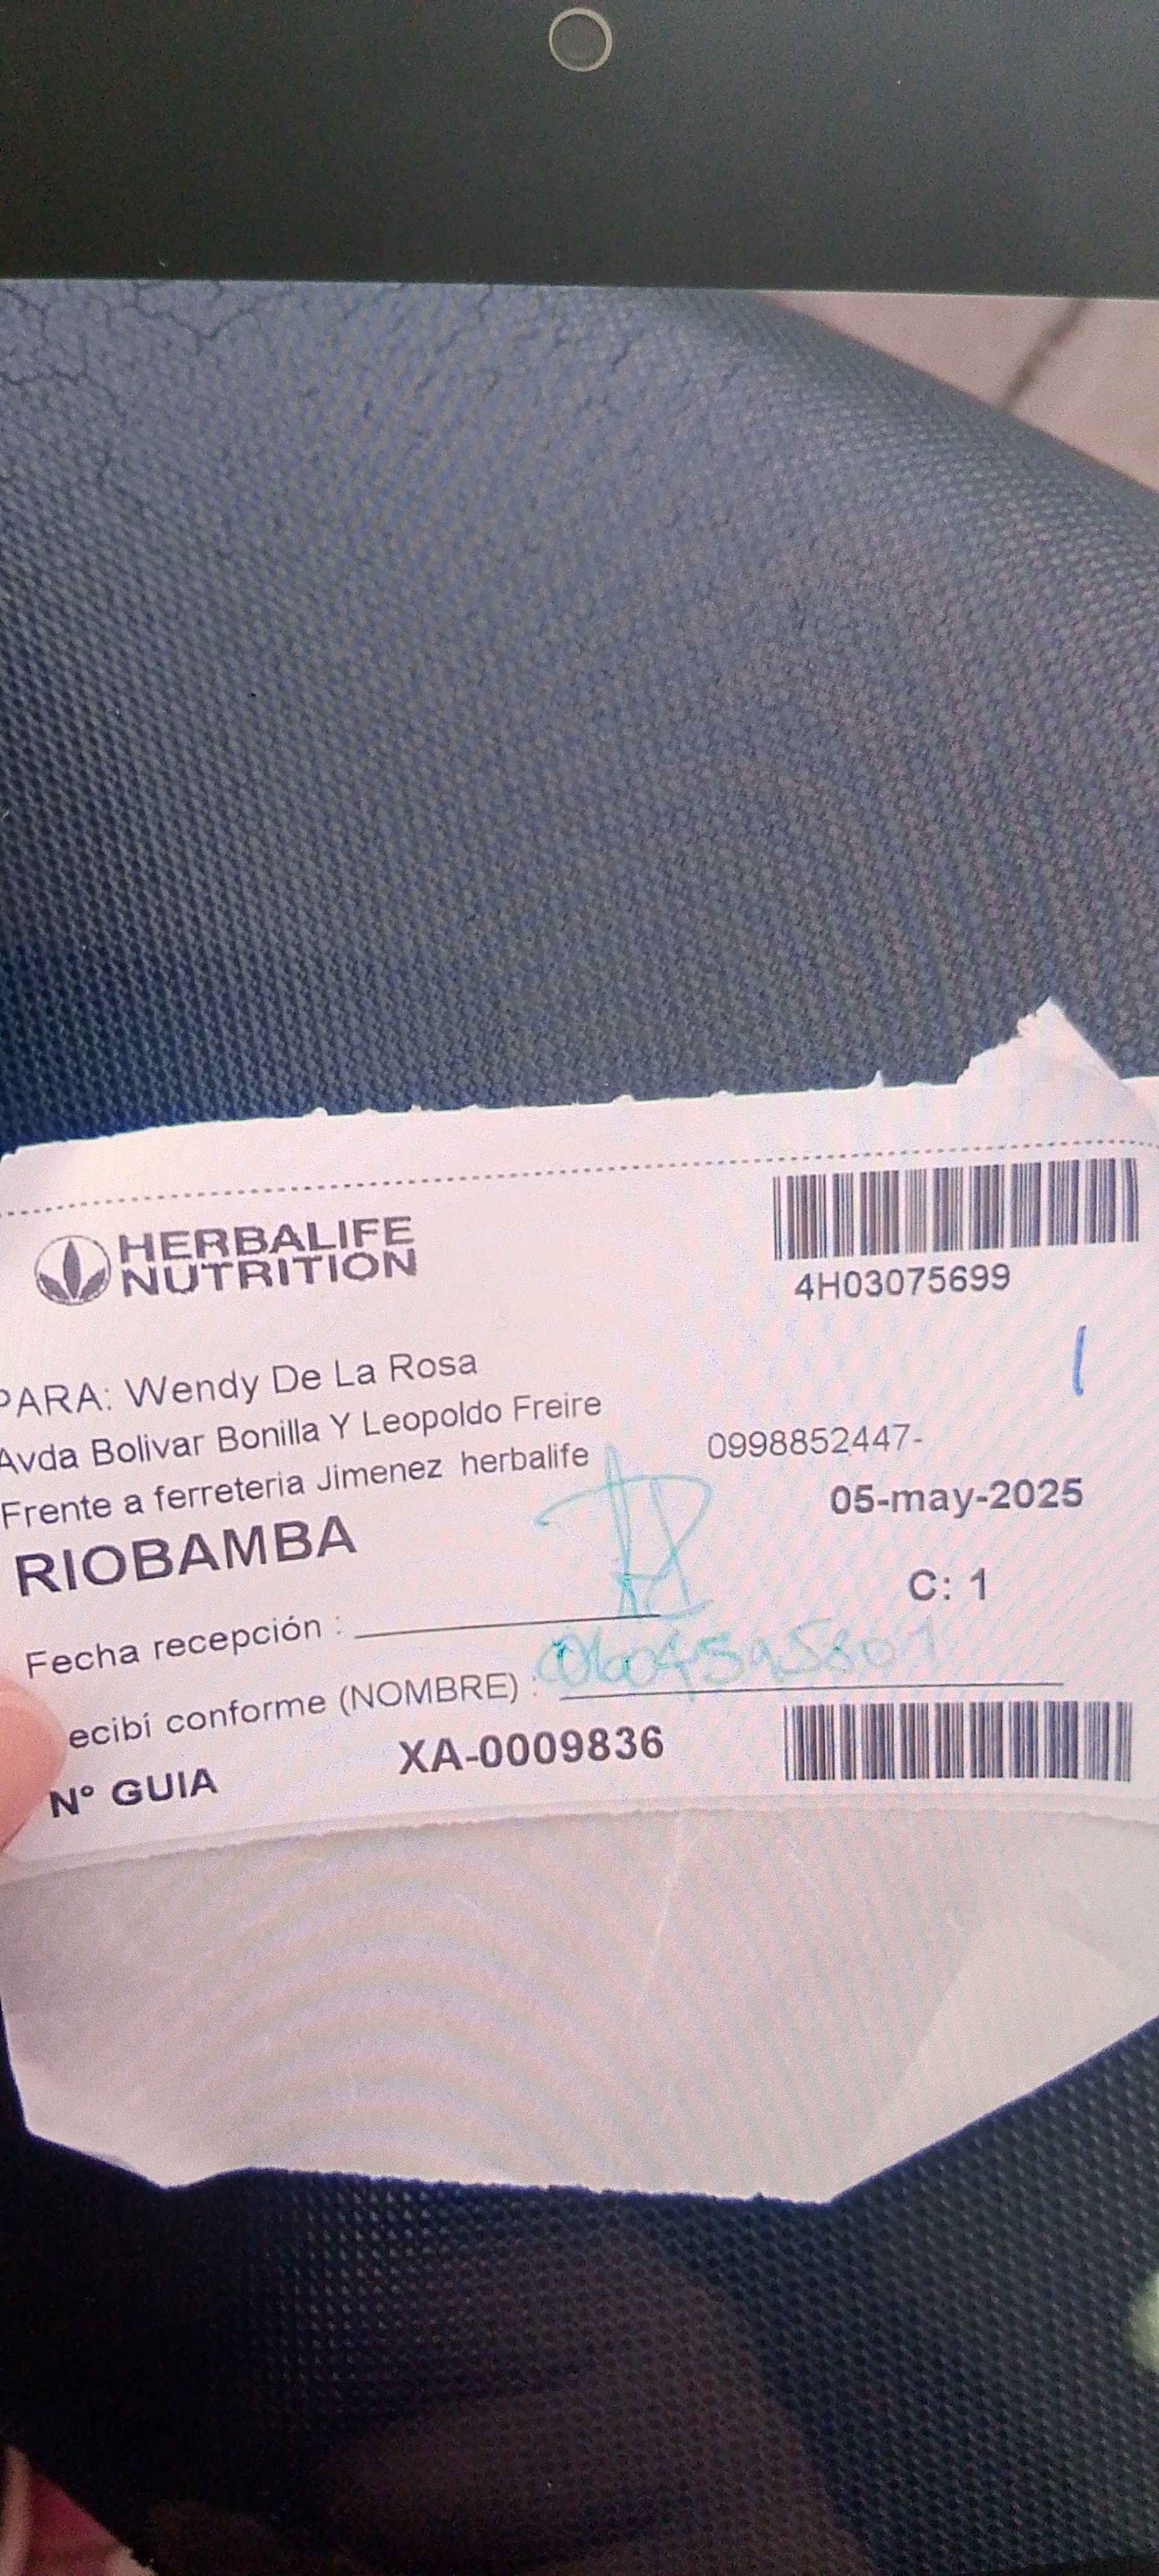 HERBALIFE
NUTRITION
4H03075699
PARA: Wendy De La Rosa
Avda Bolivar Bonilla Y Leopoldo Freire
0998852447-
Frente a ferreteria Jimenez herbalife
05-may-2025
RIOBAMBA
C: 1
Fecha recepción :
ecibí conforme (NOMBRE) : 0604595801
Nº GUIA XA-0009836